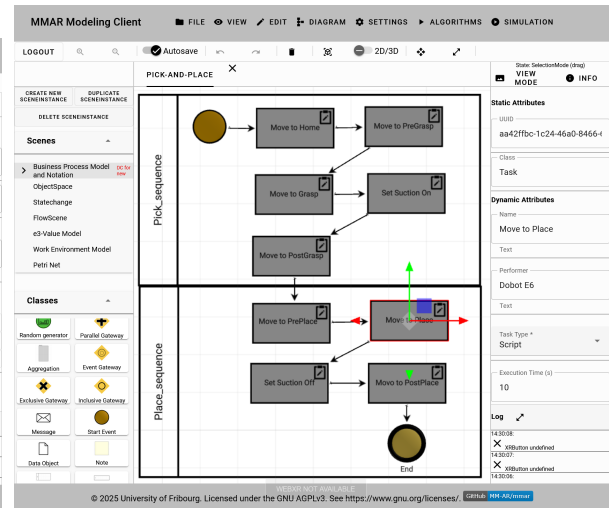 MMAR Modeling Client
FILE
VIEW
EDIT
DIAGRAM
SETTINGS
ALGORITHMS
SIMULATION
LOGOUT
Autosave
2D/3D
State: SelectionMode (drag)
VIEW
MODE
INFO
PICK-AND-PLACE
CREATE NEW
SCENEINSTANCE
DUPLICATE
SCENEINSTANCE
DELETE SCENEINSTANCE
Scenes
Business Process Model
and Notation
DC for
new
ObjectSpace
Statechange
FlowScene
e3-Value Model
Work Environment Model
Petri Net
Classes
Random generator
Parallel Gateway
Aggregation
Event Gateway
Exclusive Gateway
Inclusive Gateway
Message
Start Event
Data Object
Note
Pick_sequence
Move to Home
Move to PreGrasp
Move to Grasp
Set Suction On
Move to PostGrasp
Place_sequence
Move to PrePlace
Move to Place
Set Suction Off
Movo to PostPlace
End
Static Attributes
UUID
aa42ffbc-1c24-46a0-8466-
Class
Task
Dynamic Attributes
Name
Move to Place
Text
Performer
Dobot E6
Text
Task Type *
Script
Execution Time (s)
10
Log
14:30:08:
XRButton undefined
14:30:07:
XRButton undefined
14:30:06:
WEBXR NOT AVAILABLE
© 2025 University of Fribourg. Licensed under the GNU AGPLv3. See https://www.gnu.org/licenses/.
GitHub MM-AR/mmar